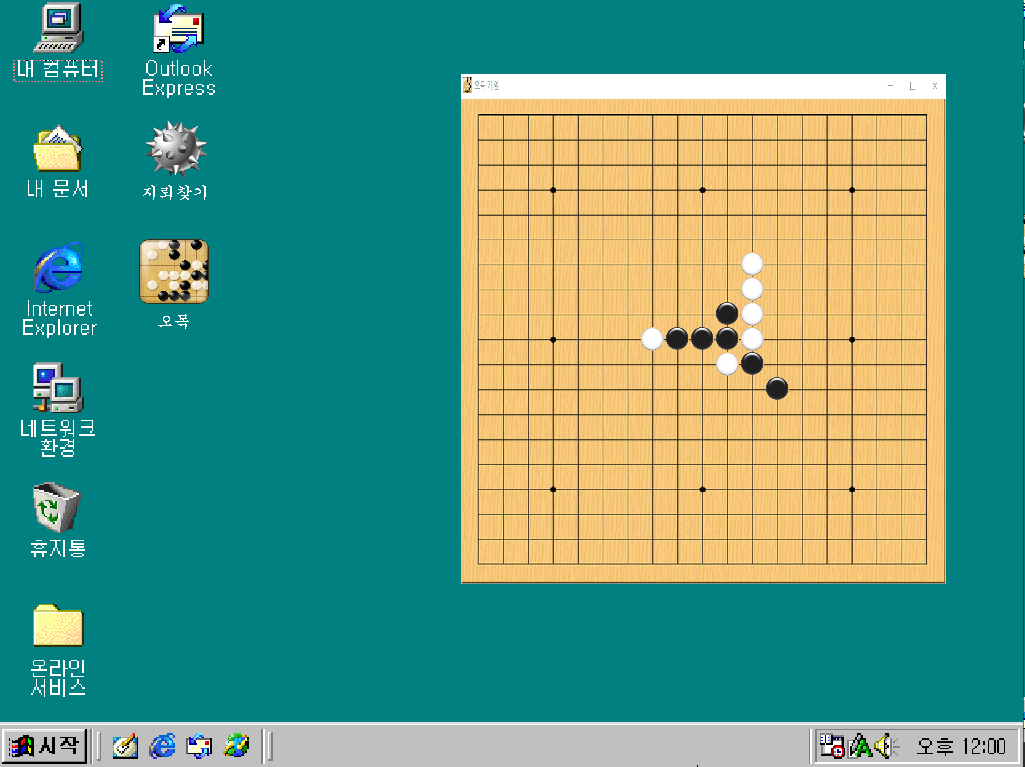 내 컴퓨터
Outlook
Express
내 문서
지뢰찾기
Internet
Explorer
오목
네트워크
환경
휴지통
온라인
서비스
시작
오후 12:00